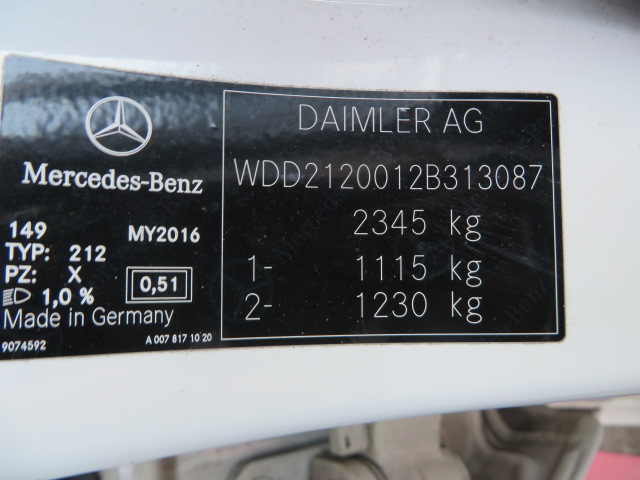 Mercedes-Benz
149 MY2016
TYP: 212
PZ: X
1,0 % 0,51
Made in Germany
9074592 A 007 817 10 20
DAIMLER AG
WDD2120012B313087
2345 kg
1- 1115 kg
2- 1230 kg